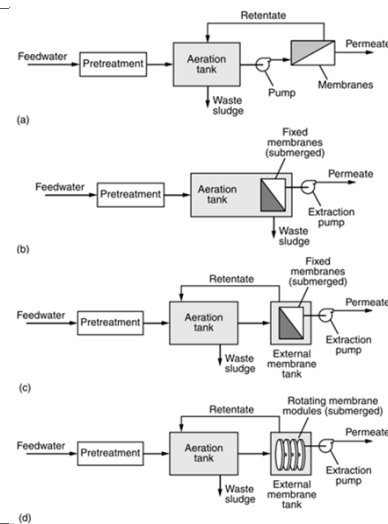 Retentate
Feedwater
Pretreatment
Aeration
tank
Permeate
Pump
Membranes
Waste
sludge
(a)
Fixed
membranes
(submerged)
Feedwater
Pretreatment
Aeration
tank
Permeate
Extraction
pump
Waste
sludge
(b)
Fixed
membranes
(submerged)
Retentate
Feedwater
Pretreatment
Aeration
tank
Permeate
Waste
sludge
External
membrane
tank
Extraction
pump
(c)
Rotating membrane
modules (submerged)
Retentate
Feedwater
Pretreatment
Aeration
tank
Permeate
Waste
sludge
External
membrane
tank
Extraction
pump
(d)